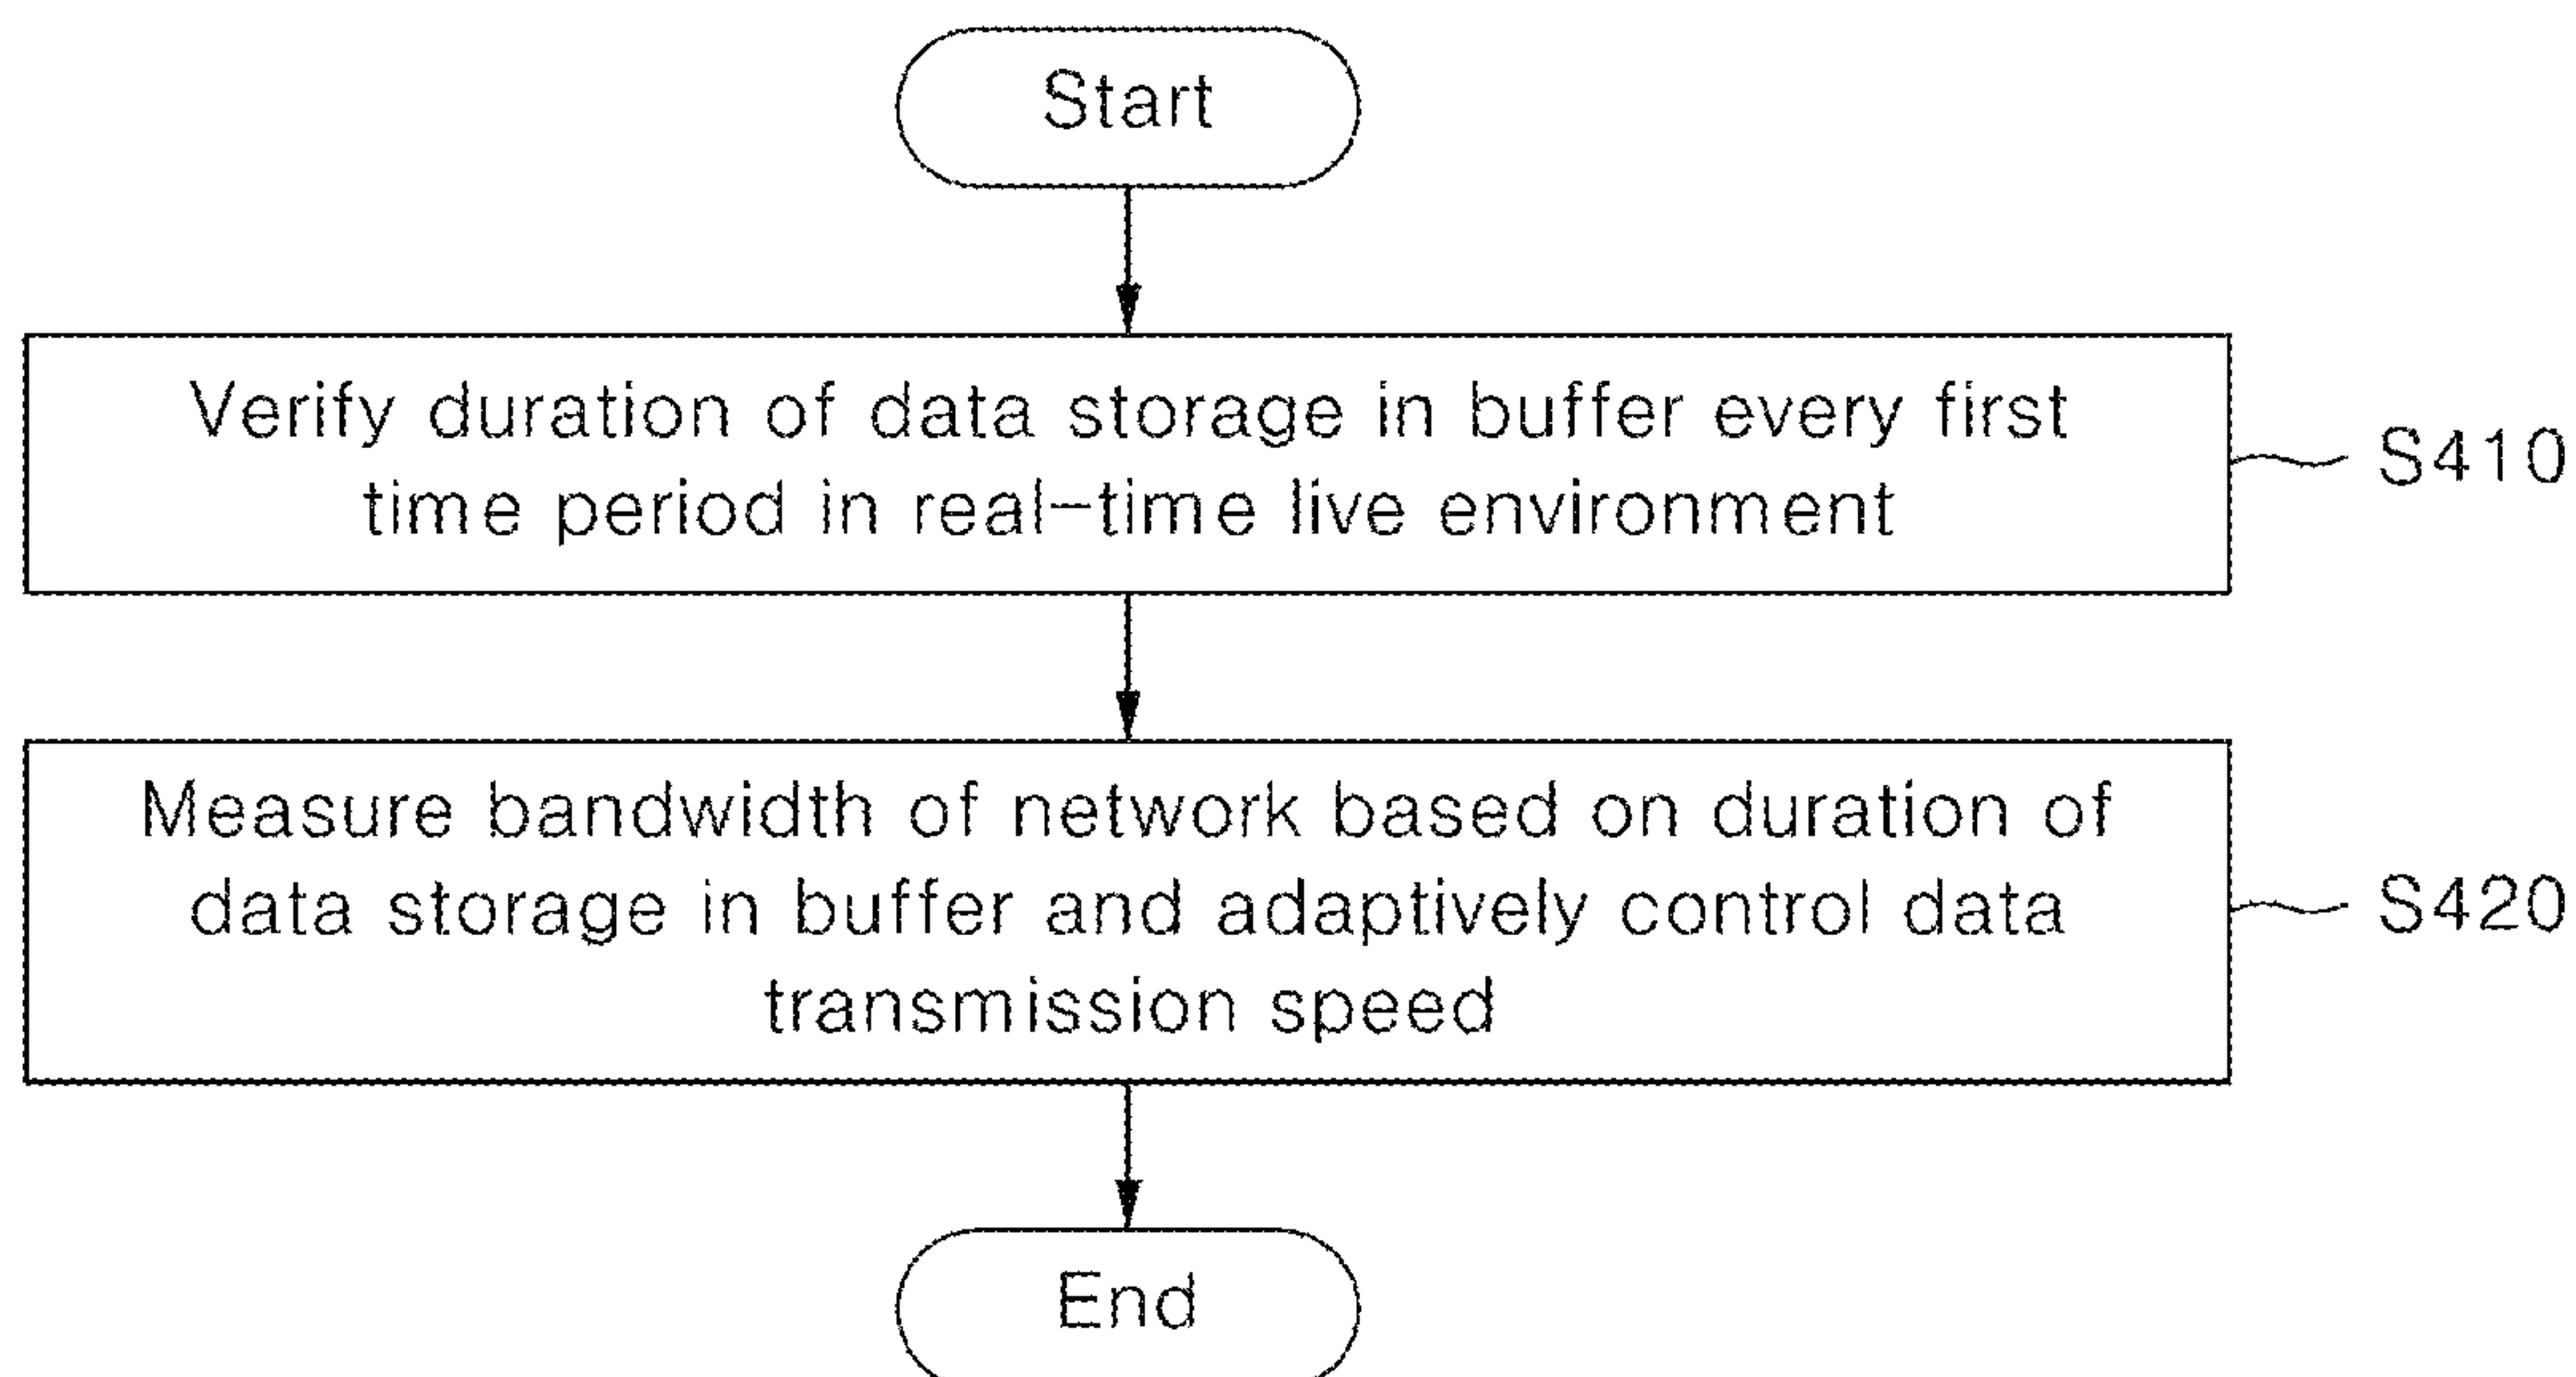 Start
Verify duration of data storage in buffer every first
time period in real-time live environment
S410
Measure bandwidth of network based on duration of
data storage in buffer and adaptively control data
transmission speed
S420
End